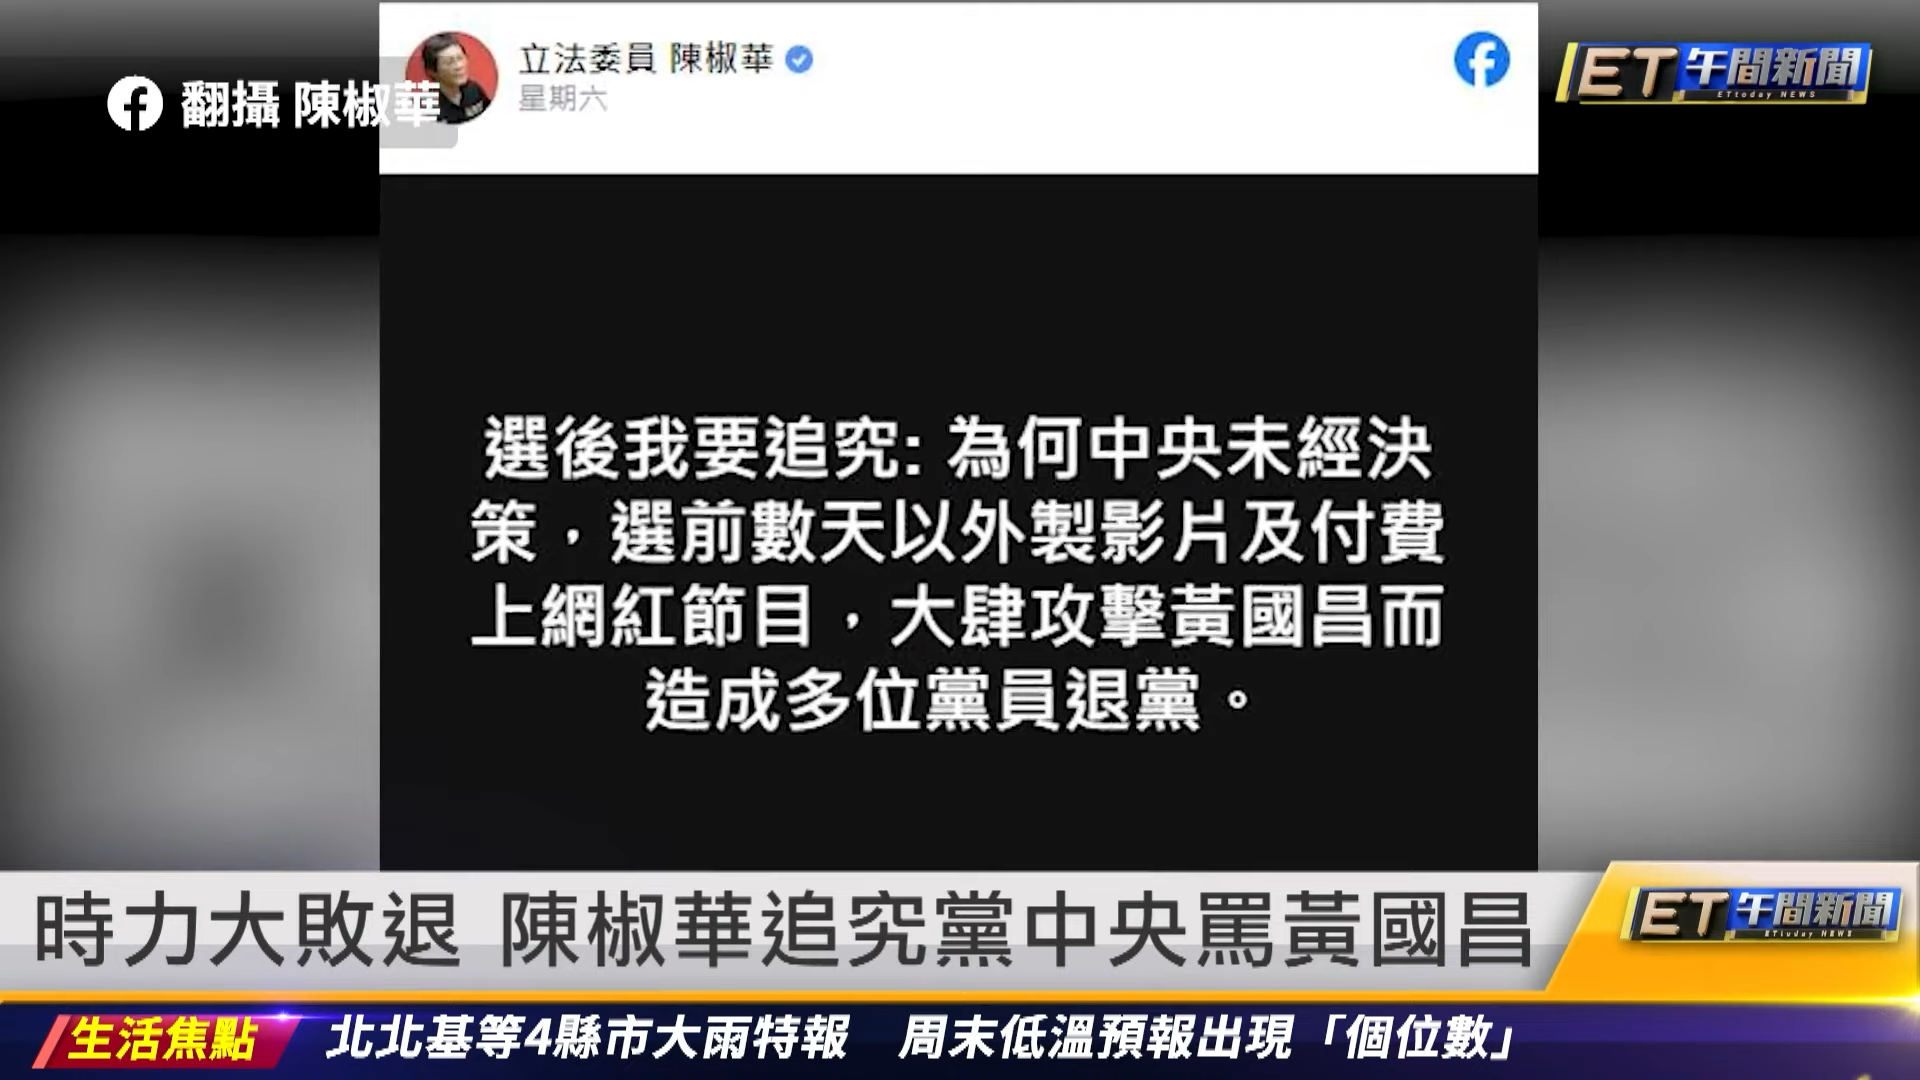 立法委員 陳椒華
星期六
翻攝 陳椒華
ET午間新聞
ETtoday NEWS
選後我要追究: 為何中央未經決
策，選前數天以外製影片及付費
上網紅節目，大肆攻擊黃國昌而
造成多位黨員退黨。
時力大敗退 陳椒華追究黨中央罵黃國昌
ET午間新聞
ETtoday NEWS
生活焦點
北北基等4縣市大雨特報 周末低溫預報出現「個位數」